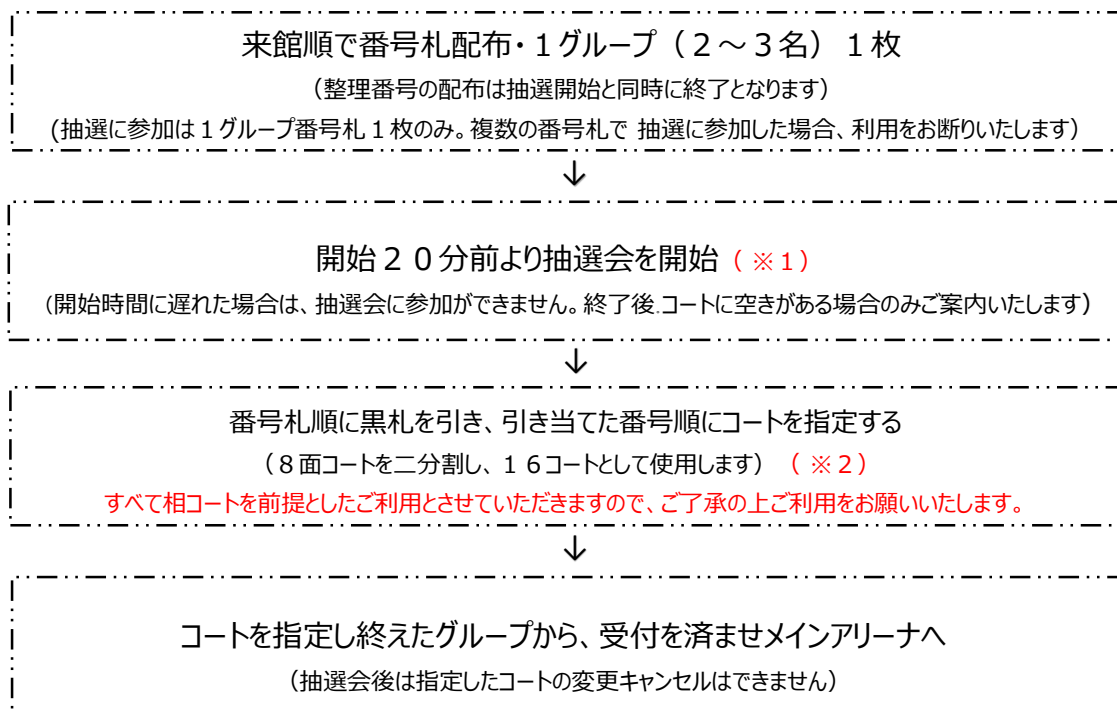 来館順で番号札配布・１グループ（２～３名）１枚
（整理番号の配布は抽選開始と同時に終了となります）
(抽選に参加は１グループ番号札１枚のみ。複数の番号札で 抽選に参加した場合、利用をお断りいたします）
↓
開始２０分前より抽選会を開始（※１）
（開始時間に遅れた場合は、抽選会に参加ができません。終了後.コートに空きがある場合のみご案内いたします）
↓
番号札順に黒札を引き、引き当てた番号順にコートを指定する
（８面コートを二分割し、１６コートとして使用します）（※２）
すべて相コートを前提としたご利用とさせていただきますので、ご了承の上ご利用をお願いいたします。
↓
コートを指定し終えたグループから、受付を済ませメインアリーナへ
（抽選会後は指定したコートの変更キャンセルはできません）